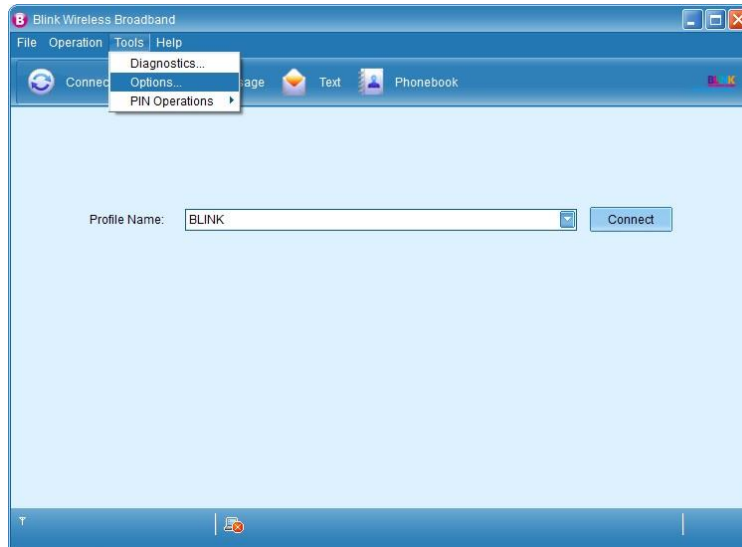 Blink Wireless Broadband
File Operation Tools Help
Diagnostics...
Options...
PIN Operations
Connec sage Text Phonebook BLINK
Profile Name: BLINK Connect